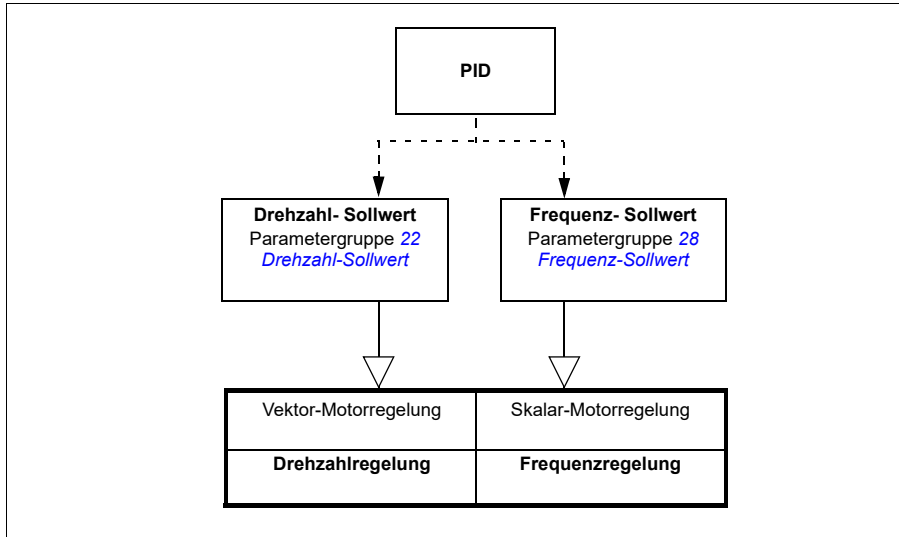 PID
Drehzahl- Sollwert
Parametergruppe 22
Drehzahl-Sollwert
Frequenz- Sollwert
Parametergruppe 28
Frequenz-Sollwert
Vektor-Motorregelung
Skalar-Motorregelung
Drehzahlregelung
Frequenzregelung